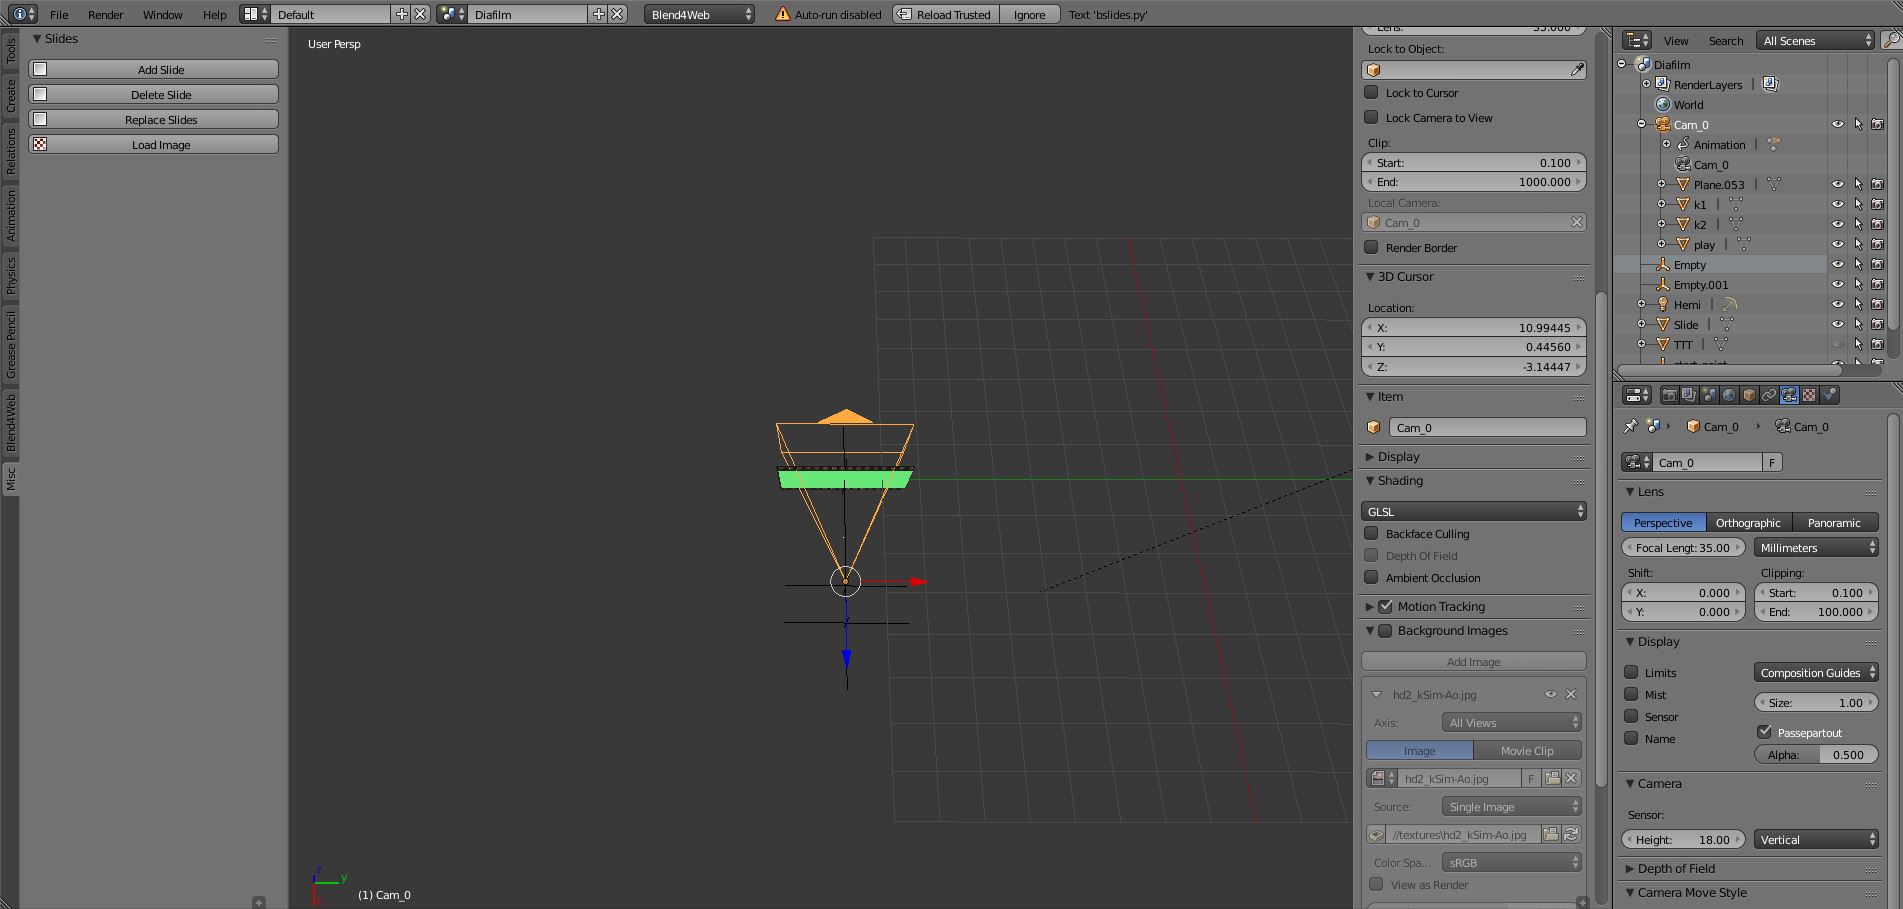 File Render Window Help Default Diafilm Blend4Web Auto-run disabled Reload Trusted Ignore Text 'bslides.py'
Tools
Create
Relations
Animation
Physics
Grease Pencil
Blend4Web
Misc
Slides
Add Slide
Delete Slide
Replace Slides
Load Image
User Persp
z
y
(1) Cam_0
Lens: 35.000
Lock to Object:
Lock to Cursor
Lock Camera to View
Clip:
Start: 0.100
End: 1000.000
Local Camera:
Cam_0
Render Border
3D Cursor
Location:
X: 10.99445
Y: 0.44560
Z: -3.14447
Item
Cam_0
Display
Shading
GLSL
Backface Culling
Depth Of Field
Ambient Occlusion
Motion Tracking
Background Images
Add Image
hd2_kSim-Ao.jpg
Axis: All Views
Image Movie Clip
hd2_kSim-Ao.jpg F
Source: Single Image
//textures\hd2_kSim-Ao.jpg
Color Spa... sRGB
View as Render
View Search All Scenes
Diafilm
RenderLayers
World
Cam_0
Animation
Cam_0
Plane.053
k1
k2
play
Empty
Empty.001
Hemi
Slide
TTT
Cam_0 Cam_0
Cam_0 F
Lens
Perspective Orthographic Panoramic
Focal Lengt: 35.00 Millimeters
Shift: Clipping:
X: 0.000 Start: 0.100
Y: 0.000 End: 100.000
Display
Limits Composition Guides
Mist Size: 1.00
Sensor
Passepartout
Name
Alpha: 0.500
Camera
Sensor:
Height: 18.00 Vertical
Depth of Field
Camera Move Style